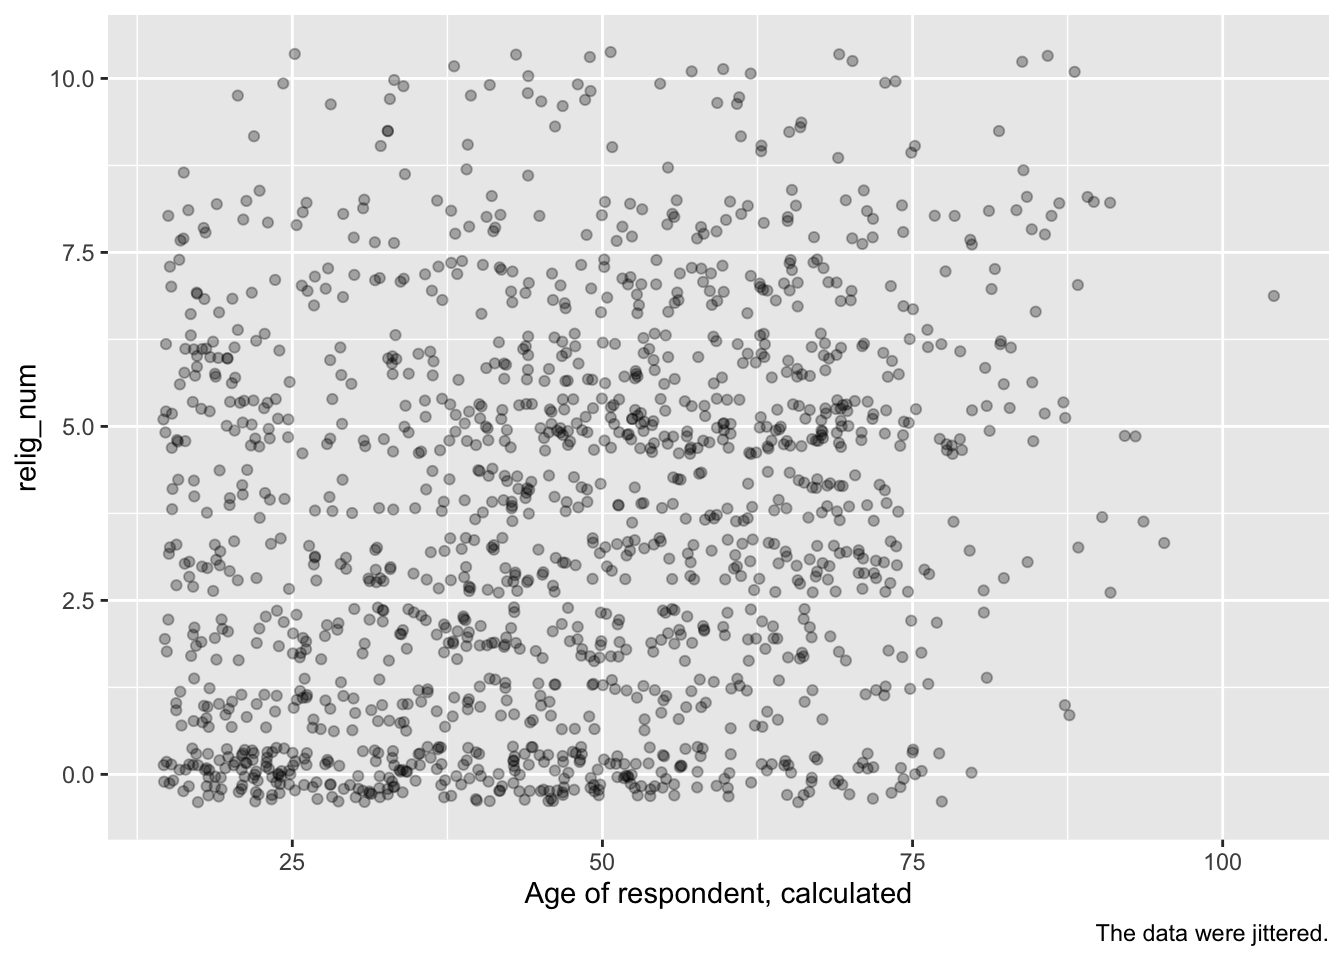 10.0
7.5
5.0
2.5
0.0
relig_num
25 50 75 100
Age of respondent, calculated
The data were jittered.